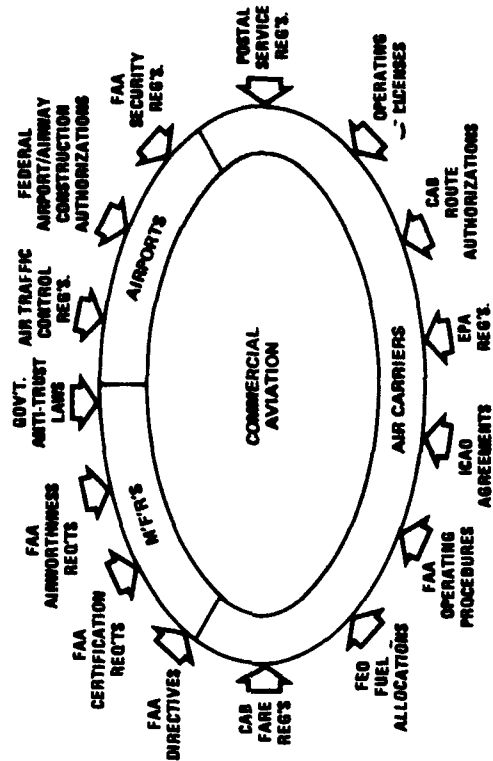 GOV'T.
ANTI-TRUST
LAWS
AIR TRAFFIC
CONTROL
REG'S.
FEDERAL
AIRPORT/AIRWAY
CONSTRUCTION
AUTHORIZATIONS
FAA
SECURITY
REG'S.
POSTAL
SERVICE
REG'S.
OPERATING
LICENSES
CAB
ROUTE
AUTHORIZATIONS
EPA
REG'S.
ICAO
AGREEMENTS
FAA
OPERATING
PROCEDURES
FEO
FUEL
ALLOCATIONS
CAB
FARE
REG'S
FAA
DIRECTIVES
FAA
CERTIFICATION
REQ'TS
FAA
AIRWORTHINESS
REQ'TS
M'F'R'S
AIRPORTS
AIR CARRIERS
COMMERCIAL
AVIATION